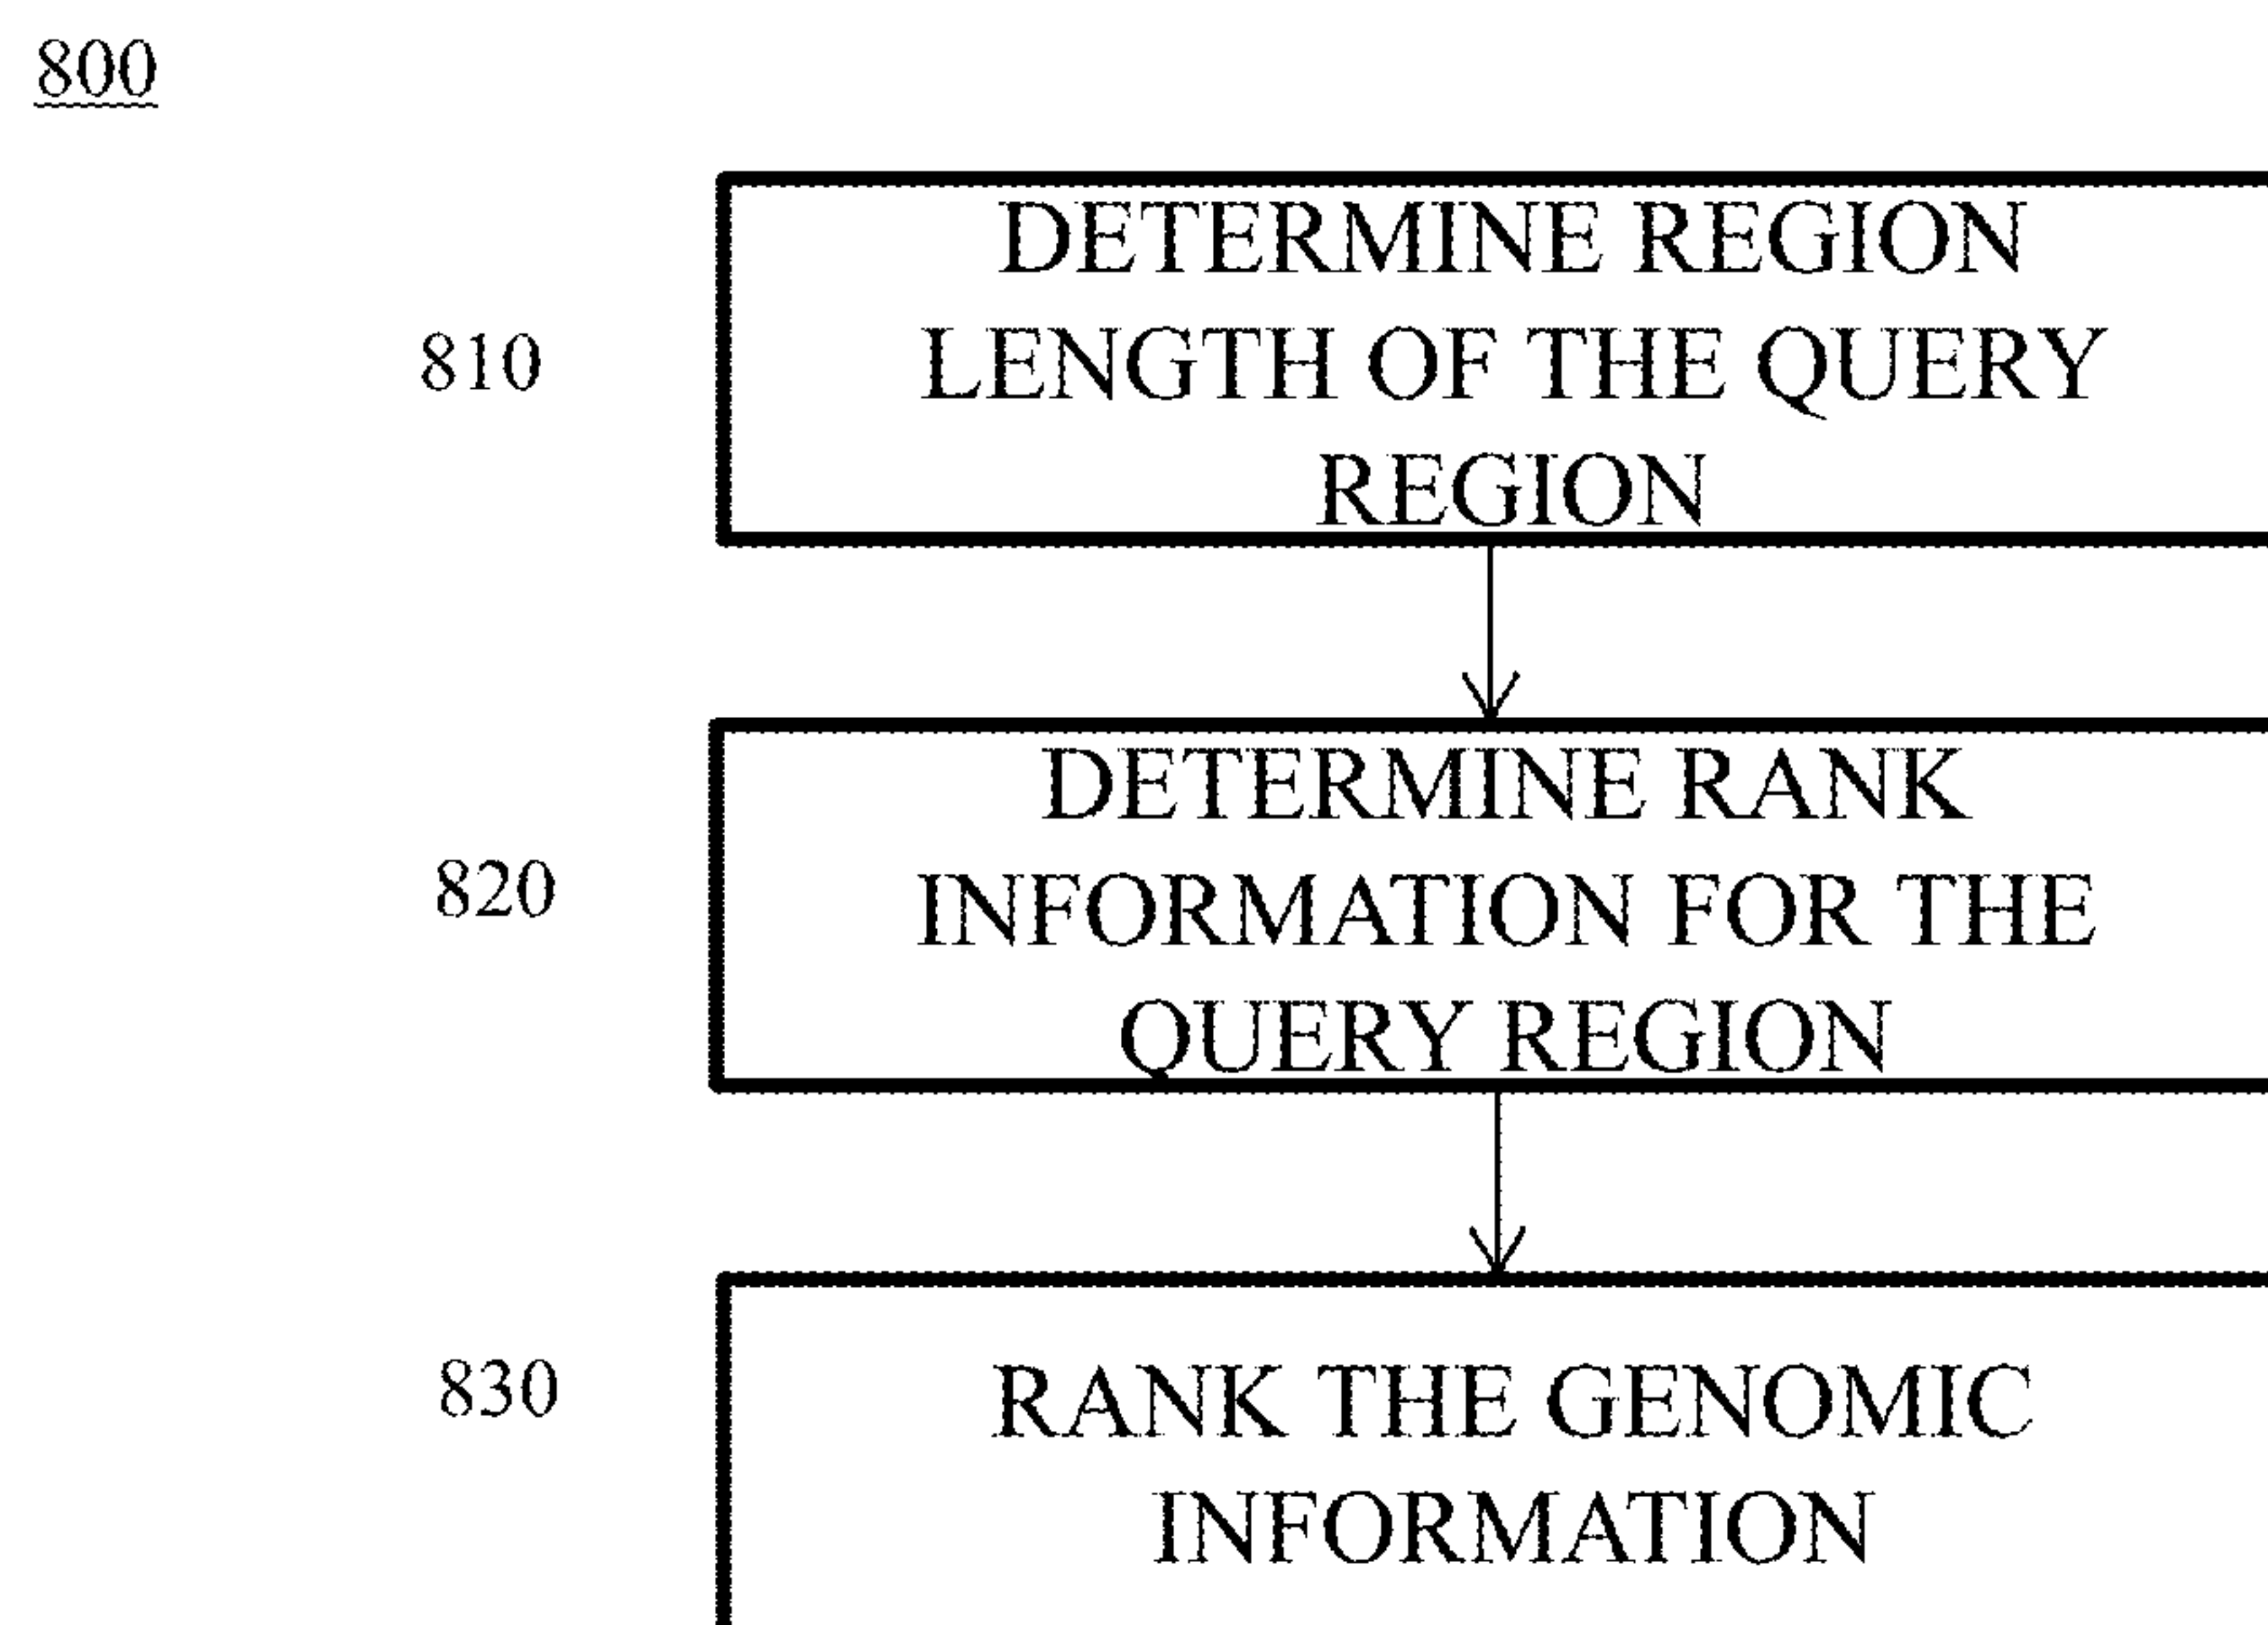 800
810
DETERMINE REGION
LENGTH OF THE QUERY
REGION
820
DETERMINE RANK
INFORMATION FOR THE
QUERY REGION
830
RANK THE GENOMIC
INFORMATION